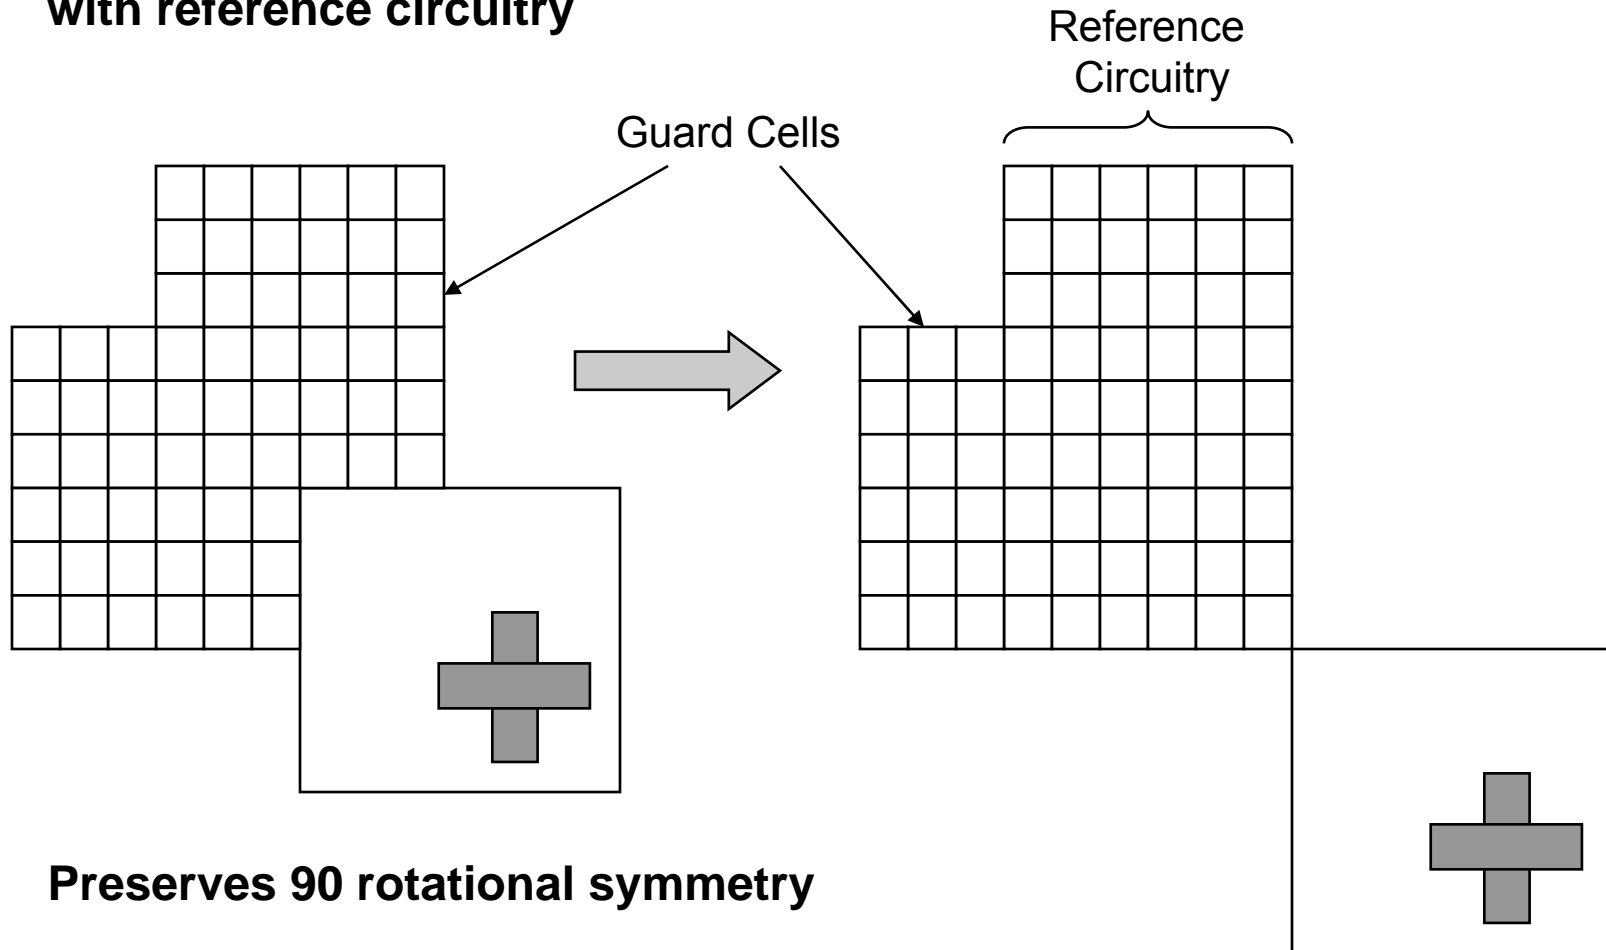 with reference circuitry
Reference
Circuitry
Guard Cells
Preserves 90 rotational symmetry